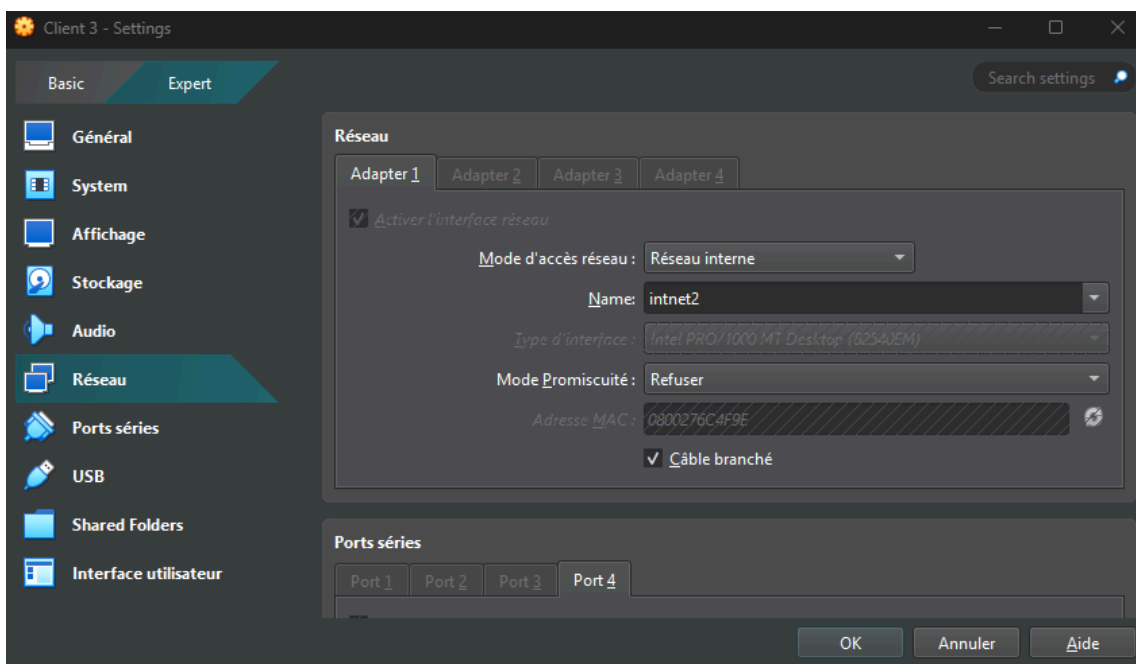 Client 3 - Settings
Basic
Expert
Search settings
Général
System
Affichage
Stockage
Audio
Réseau
Ports séries
USB
Shared Folders
Interface utilisateur
Réseau
Adapter 1
Adapter 2
Adapter 3
Adapter 4
Activer l'interface réseau
Mode d'accès réseau : Réseau interne
Name: intnet2
Type d'interface : Intel PRO/1000 MT Desktop (82540EM)
Mode Promiscuité : Refuser
Adresse MAC : 0800276C4F9E
Câble branché
Ports séries
Port 1
Port 2
Port 3
Port 4
OK
Annuler
Aide